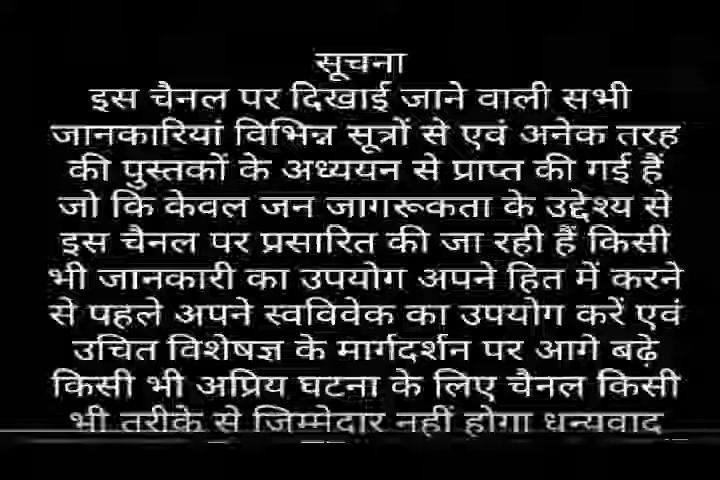 सूचना
इस चैनल पर दिखाई जाने वाली सभी
जानकारियां विभिन्न सूत्रों से एवं अनेक तरह
की पुस्तकों के अध्ययन से प्राप्त की गई हैं
जो कि केवल जन जागरूकता के उद्देश्य से
इस चैनल पर प्रसारित की जा रही हैं किसी
भी जानकारी का उपयोग अपने हित में करने
से पहले अपने स्वविवेक का उपयोग करें एवं
उचित विशेषज्ञ के मार्गदर्शन पर आगे बढ़े
किसी भी अप्रिय घटना के लिए चैनल किसी
भी तरीके से जिम्मेदार नहीं होगा धन्यवाद